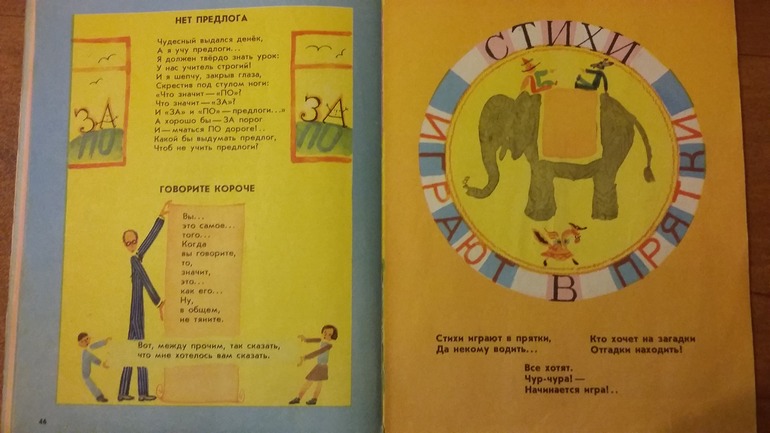 НЕТ ПРЕДЛОГА
Чудесный выдался денёк,
А я учу предлоги...
Я должен твёрдо знать урок:
У нас учитель строгий!
И я шепчу, закрыв глаза,
Скрестив под стулом ноги:
«Что значит — «ПО»?
Что значит — «ЗА»?
И «ЗА» и «ПО» — предлоги...»
А хорошо бы — ЗА порог
И — мчаться ПО дороге!..
Какой бы выдумать предлог,
Чтоб не учить предлоги?
ЗА
ПО
ЗА
ПО
ГОВОРИТЕ КОРОЧЕ
Вы...
это самое...
того...
Когда
вы говорите,
то,
значит,
это...
как его...
Ну,
в общем,
не тяните.
Вот, между прочим, так сказать,
что мне хотелось вам сказать.
46
СТИХИ
ИГРАЮТ
В
ПРЯТКИ
Стихи играют в прятки,
Да некому водить...
Кто хочет на загадки
Отгадки находить!
Все хотят.
Чур-чура! —
Начинается игра!..